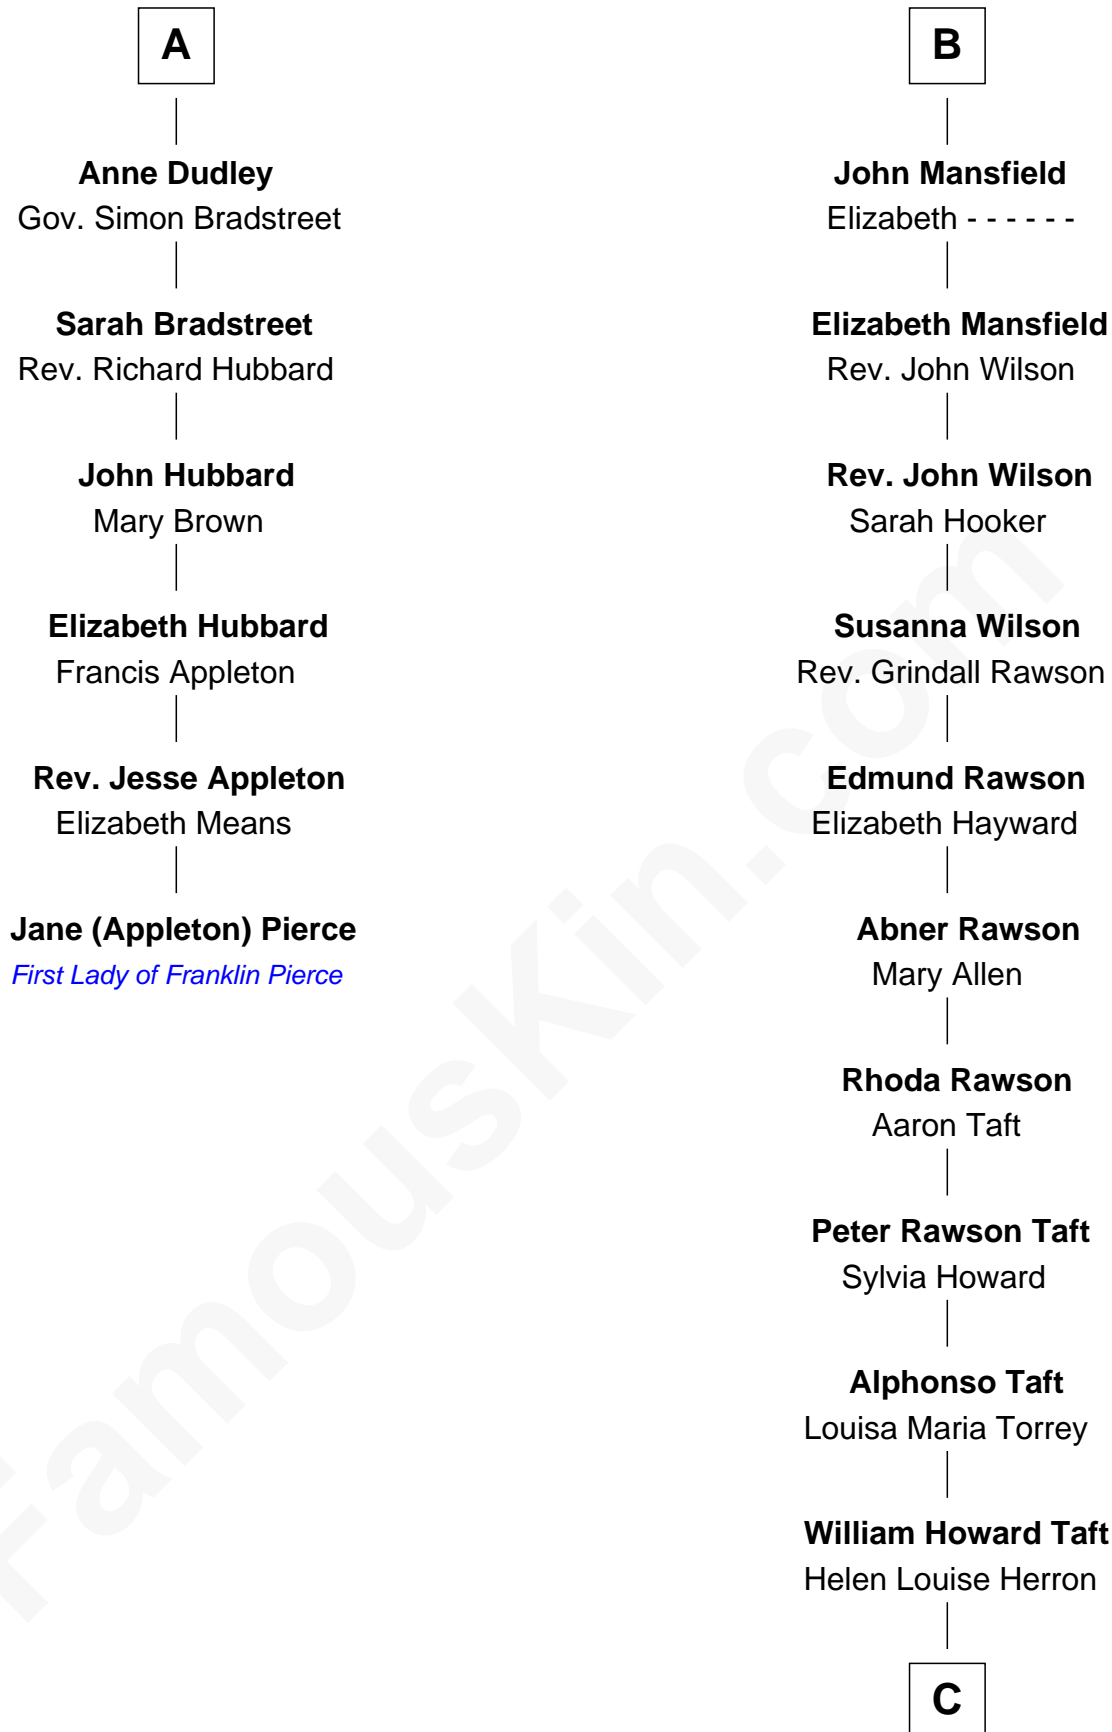 A
Anne Dudley
Gov. Simon Bradstreet
Sarah Bradstreet
Rev. Richard Hubbard
John Hubbard
Mary Brown
Elizabeth Hubbard
Francis Appleton
Rev. Jesse Appleton
Elizabeth Means
Jane (Appleton) Pierce
First Lady of Franklin Pierce
B
John Mansfield
Elizabeth - - - - - -
Elizabeth Mansfield
Rev. John Wilson
Rev. John Wilson
Sarah Hooker
Susanna Wilson
Rev. Grindall Rawson
Edmund Rawson
Elizabeth Hayward
Abner Rawson
Mary Allen
Rhoda Rawson
Aaron Taft
Peter Rawson Taft
Sylvia Howard
Alphonso Taft
Louisa Maria Torrey
William Howard Taft
Helen Louise Herron
C
FamousKin.com